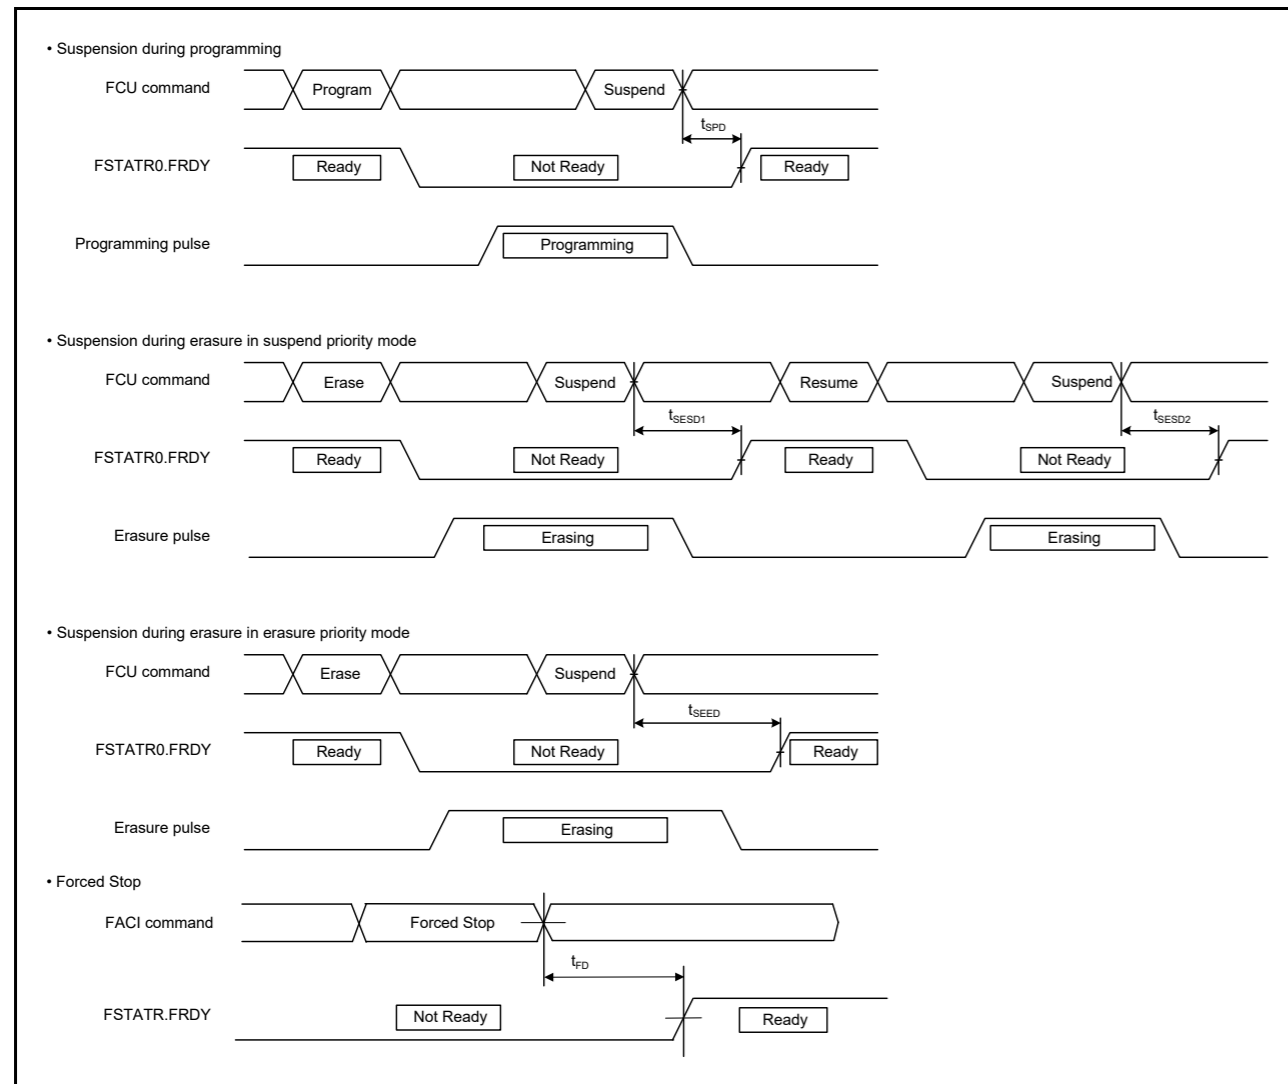 • Suspension during programming
FCU command Program Suspend
tSPD
FSTATR0.FRDY Ready Not Ready Ready
Programming pulse Programming
• Suspension during erasure in suspend priority mode
FCU command Erase Suspend Resume Suspend
tSESD1 tSESD2
FSTATR0.FRDY Ready Not Ready Ready Not Ready
Erasure pulse Erasing Erasing
• Suspension during erasure in erasure priority mode
FCU command Erase Suspend
tSEED
FSTATR0.FRDY Ready Not Ready Ready
Erasure pulse Erasing
• Forced Stop
FACI command Forced Stop
tFD
FSTATR.FRDY Not Ready Ready